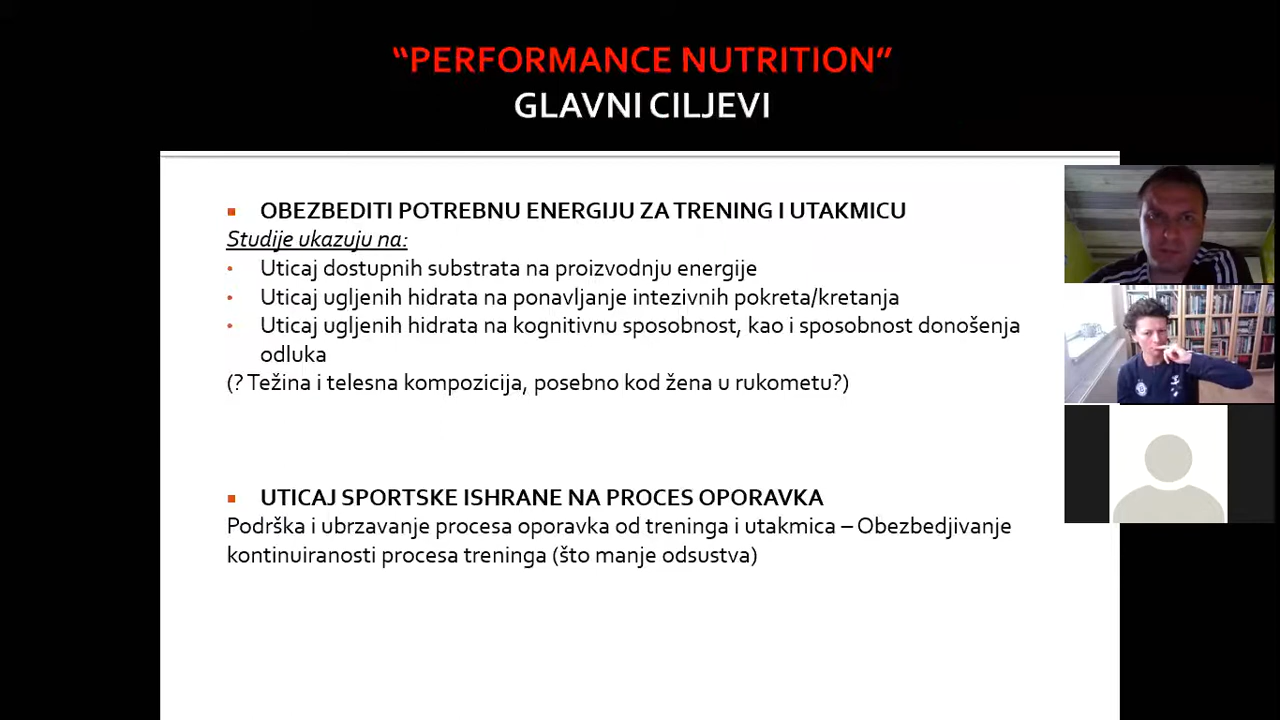 “PERFORMANCE NUTRITION”
GLAVNI CILJEVI
▪ OBEZBEDITI POTREBNU ENERGIJU ZA TRENING I UTAKMICU
Studije ukazuju na:
• Uticaj dostupnih substrata na proizvodnju energije
• Uticaj ugljenih hidrata na ponavljanje intezivnih pokreta/kretanja
• Uticaj ugljenih hidrata na kognitivnu sposobnost, kao i sposobnost donošenja
odluka
(? Težina i telesna kompozicija, posebno kod žena u rukometu?)
▪ UTICAJ SPORTSKE ISHRANE NA PROCES OPORAVKA
Podrška i ubrzavanje procesa oporavka od treninga i utakmica – Obezbedjivanje
kontinuiranosti procesa treninga (što manje odsustva)